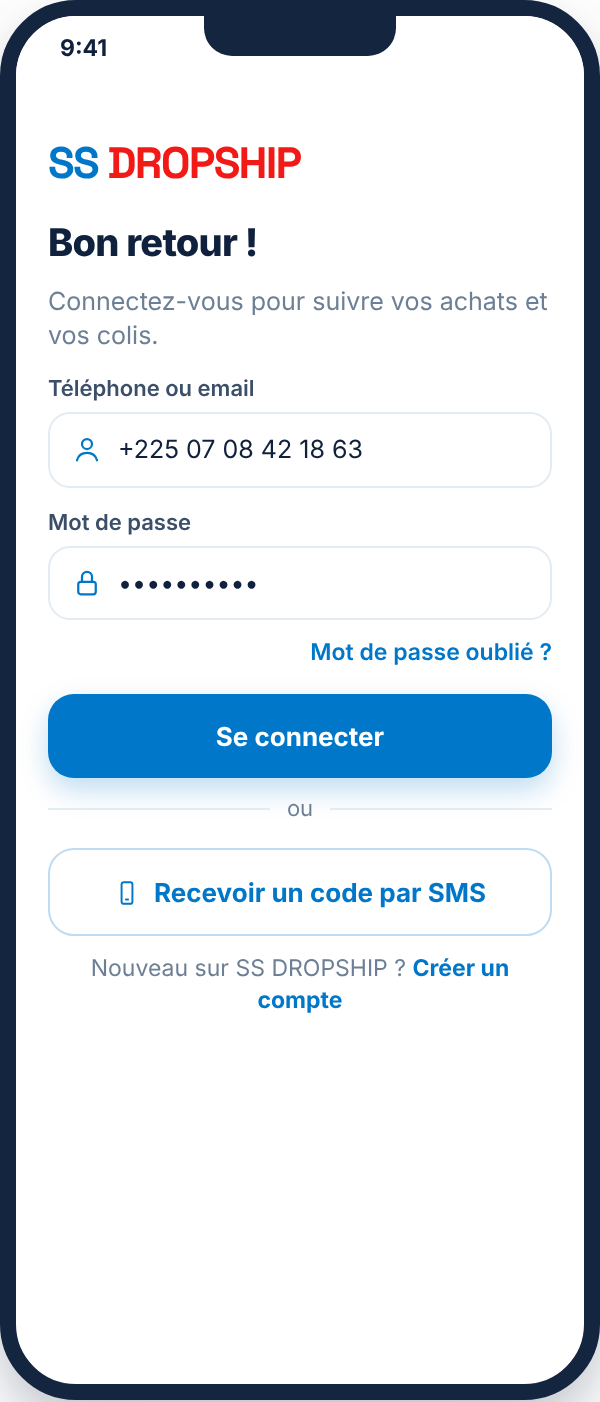 9:41
SS DROPSHIP
Bon retour !
Connectez-vous pour suivre vos achats et
vos colis.
Téléphone ou email
+225 07 08 42 18 63
Mot de passe
••••••••••
Mot de passe oublié ?
Se connecter
ou
Recevoir un code par SMS
Nouveau sur SS DROPSHIP ? Créer un
compte